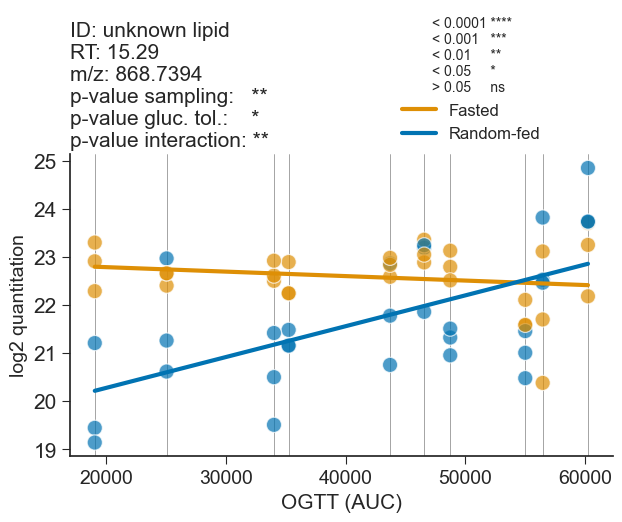 ID: unknown lipid
RT: 15.29
m/z: 868.7394
p-value sampling: **
p-value gluc. tol.: *
p-value interaction: **
< 0.0001 ****
< 0.001 ***
< 0.01 **
< 0.05 *
> 0.05 ns
Fasted
Random-fed
25
24
23
22
21
20
19
log2 quantitation
20000 30000 40000 50000 60000
OGTT (AUC)